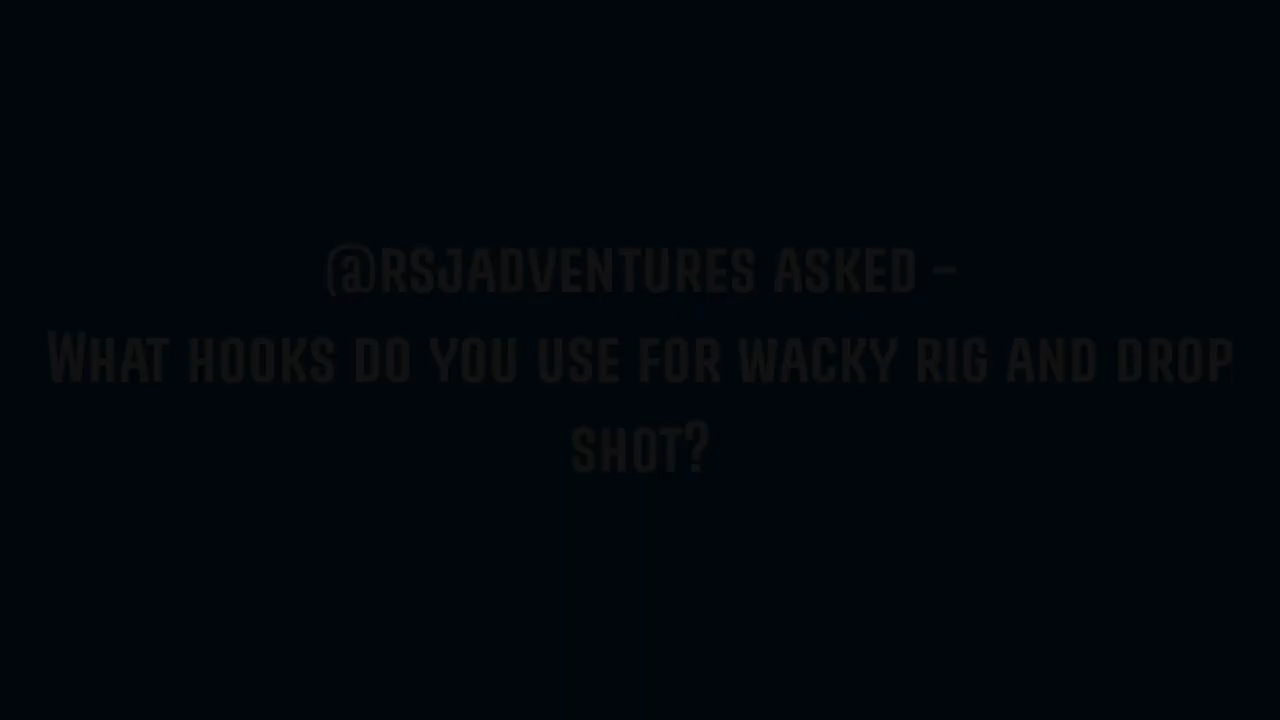 @rsjadventures asked -
What hooks do you use for wacky rig and drop
shot?